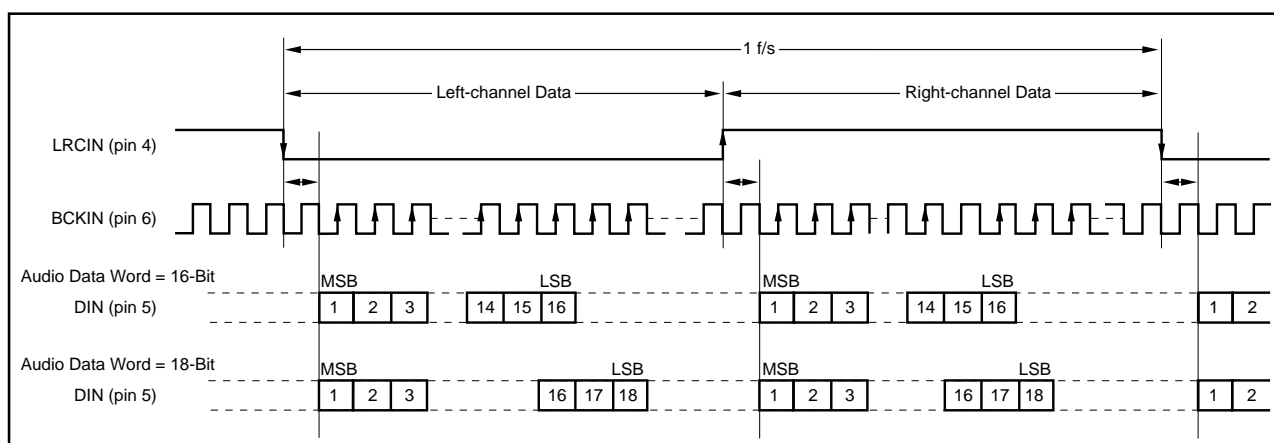 1 f/s
Left-channel Data Right-channel Data
LRCIN (pin 4)
BCKIN (pin 6)
Audio Data Word = 16-Bit MSB LSB MSB LSB
DIN (pin 5) 1 2 3 14 15 16 1 2 3 14 15 16 1 2
Audio Data Word = 18-Bit MSB LSB MSB LSB
DIN (pin 5) 1 2 3 16 17 18 1 2 3 16 17 18 1 2